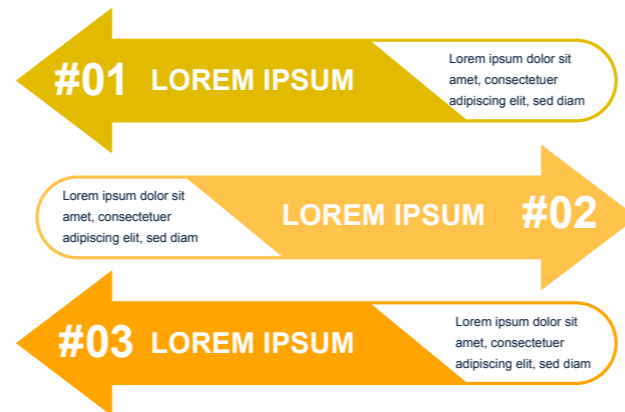 #01 LOREM IPSUM
Lorem ipsum dolor sit
amet, consectetuer
adipiscing elit, sed diam
Lorem ipsum dolor sit
amet, consectetuer
adipiscing elit, sed diam
LOREM IPSUM #02
#03 LOREM IPSUM
Lorem ipsum dolor sit
amet, consectetuer
adipiscing elit, sed diam